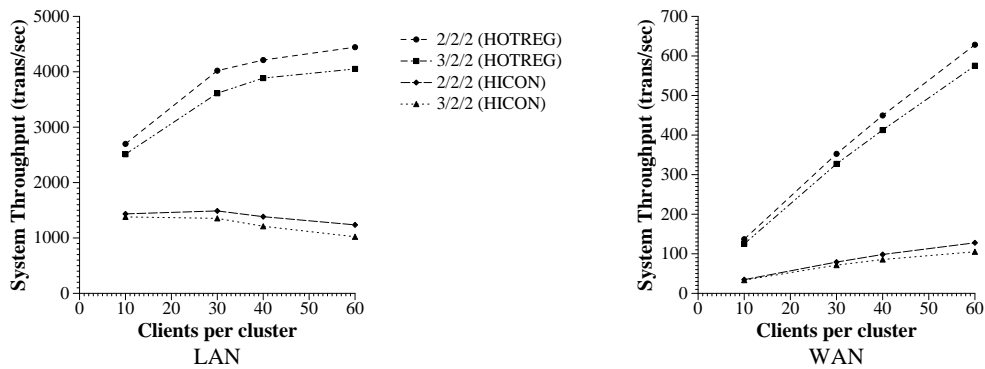 System Throughput (trans/sec)
5000
4000
3000
2000
1000
0
0 10 20 30 40 50 60
Clients per cluster
LAN
2/2/2 (HOTREG)
3/2/2 (HOTREG)
2/2/2 (HICON)
3/2/2 (HICON)
System Throughput (trans/sec)
700
600
500
400
300
200
100
0
0 10 20 30 40 50 60
Clients per cluster
WAN